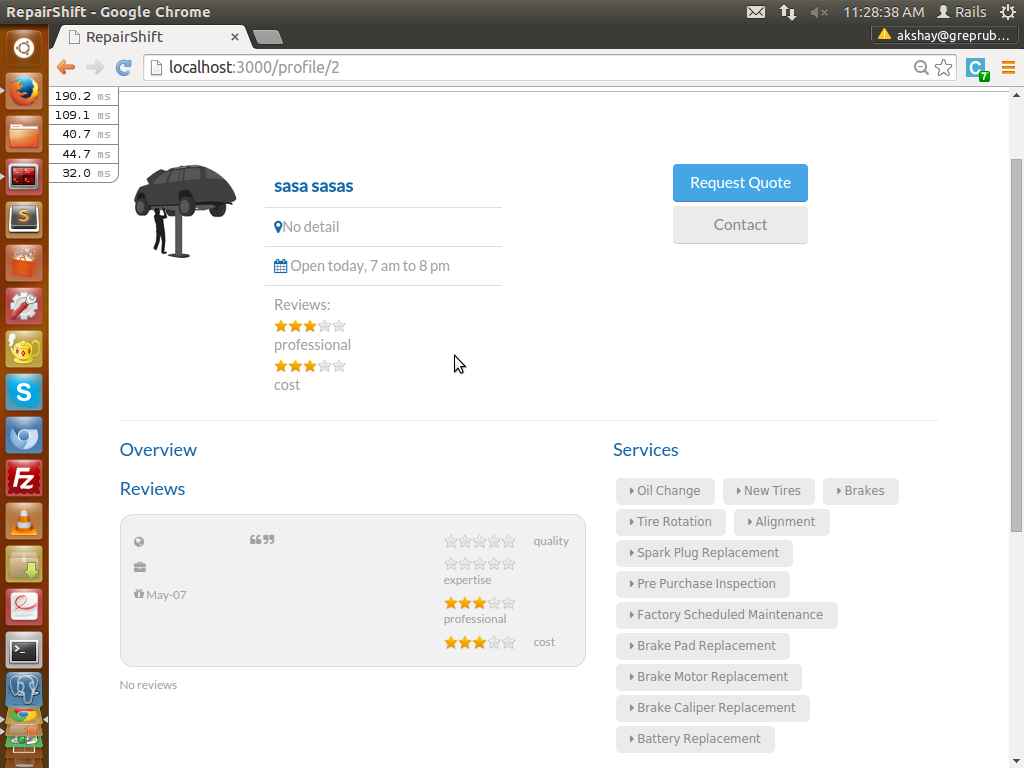 RepairShift - Google Chrome
11:28:38 AM
Rails
RepairShift
akshay@greprub...
localhost:3000/profile/2
C
7
190.2 ms
109.1 ms
40.7 ms
44.7 ms
32.0 ms
sasa sasas
No detail
Open today, 7 am to 8 pm
Reviews:
professional
cost
Request Quote
Contact
Overview
Reviews
May-07
quality
expertise
professional
cost
No reviews
Services
Oil Change
New Tires
Brakes
Tire Rotation
Alignment
Spark Plug Replacement
Pre Purchase Inspection
Factory Scheduled Maintenance
Brake Pad Replacement
Brake Motor Replacement
Brake Caliper Replacement
Battery Replacement